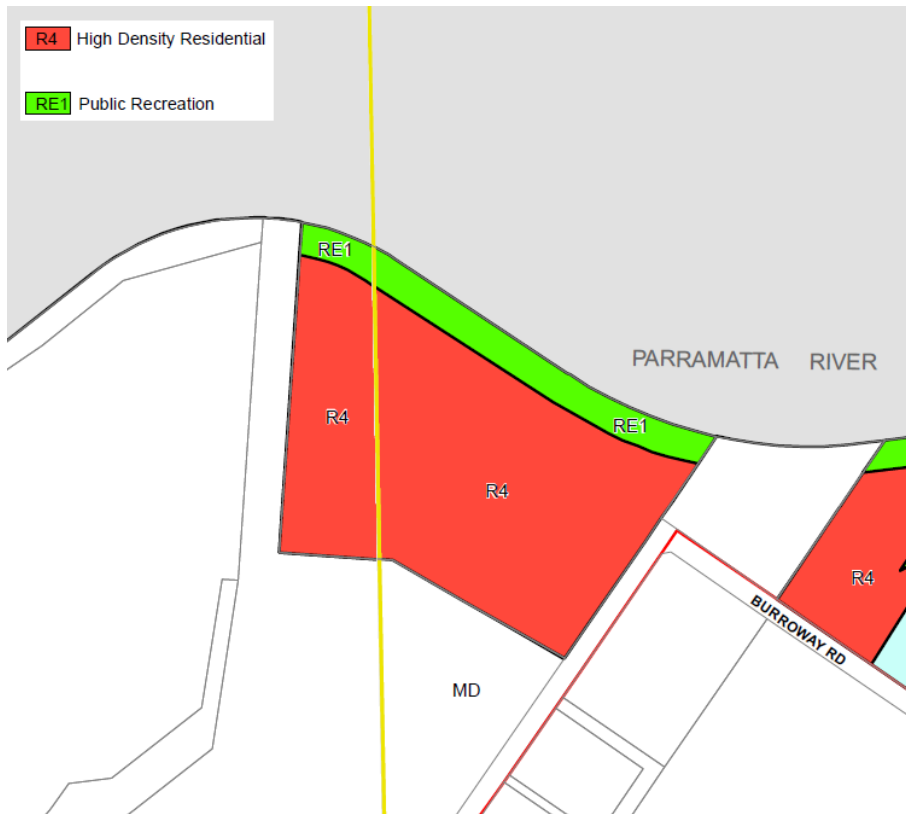 R4 High Density Residential
RE1 Public Recreation
RE1
PARRAMATTA RIVER
R4
RE1
R4
R4
BURROWAY RD
MD